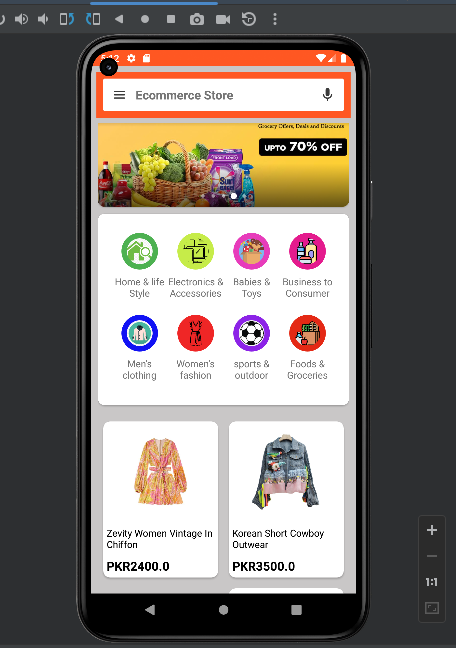 5:12
Ecommerce Store
Grocery Offers, Deals and Discounts
UPTO 70% OFF
Home & life Style
Electronics & Accessories
Babies & Toys
Business to Consumer
Men's clothing
Women's fashion
sports & outdoor
Foods & Groceries
Zevity Women Vintage In Chiffon
PKR2400.0
Korean Short Cowboy Outwear
PKR3500.0
1:1